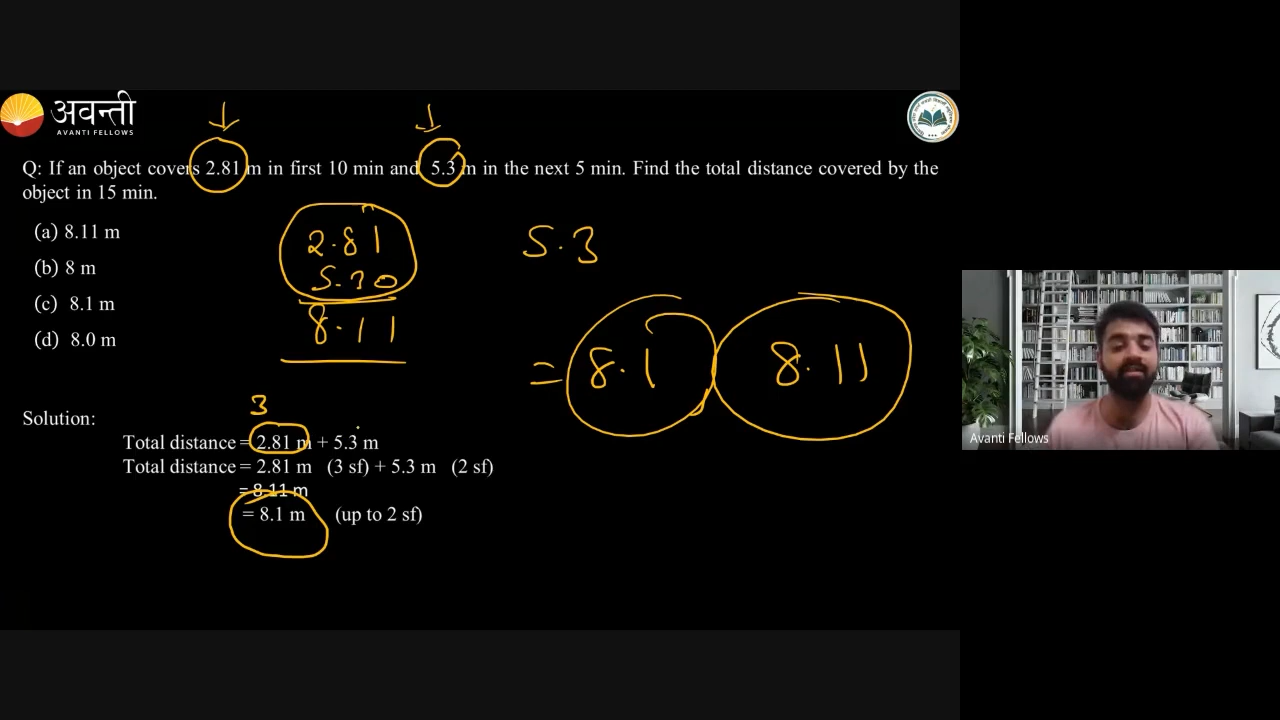 अवन्ती
AVANTI FELLOWS
Q: If an object covers 2.81 m in first 10 min and 5.3 m in the next 5 min. Find the total distance covered by the
object in 15 min.
(a) 8.11 m
(b) 8 m
(c) 8.1 m
(d) 8.0 m
2.81
5.30
8.11
5.3
= 8.1
8.11
Solution:
3
Total distance = 2.81 m + 5.3 m
Total distance = 2.81 m (3 sf) + 5.3 m (2 sf)
= 8.11 m
= 8.1 m (up to 2 sf)
Avanti Fellows